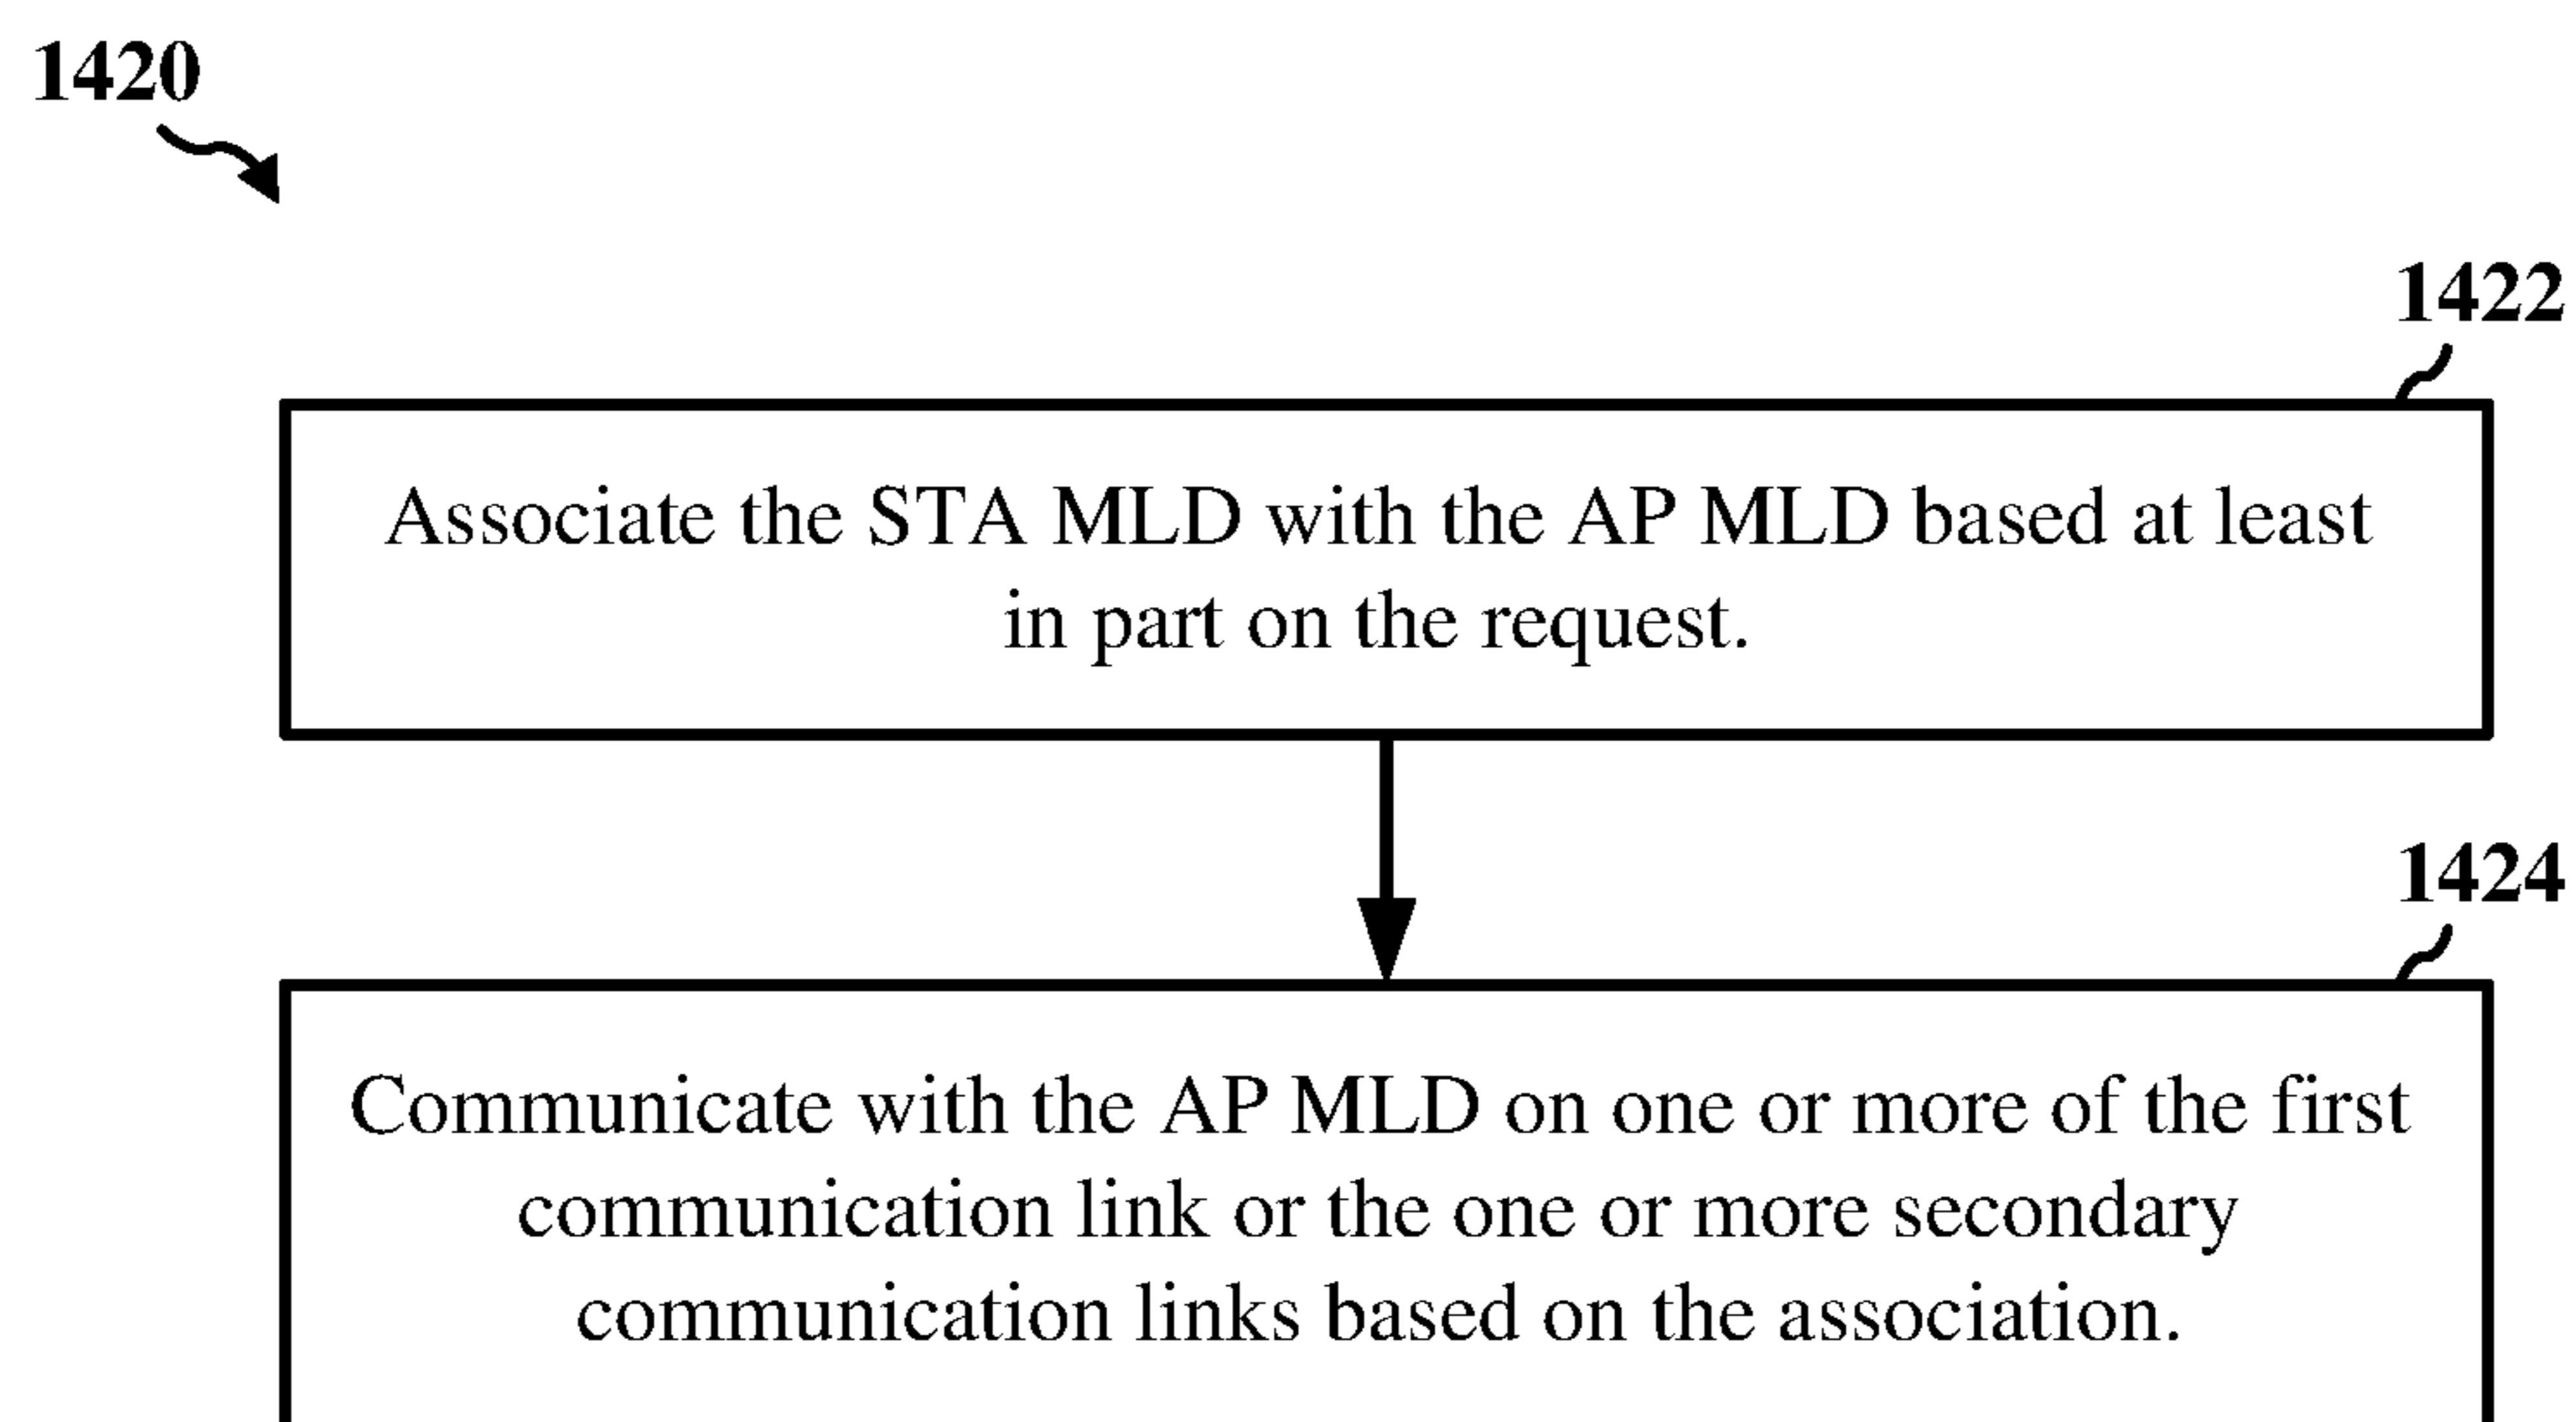 1420
1422
Associate the STA MLD with the AP MLD based at least
in part on the request.
1424
Communicate with the AP MLD on one or more of the first
communication link or the one or more secondary
communication links based on the association.